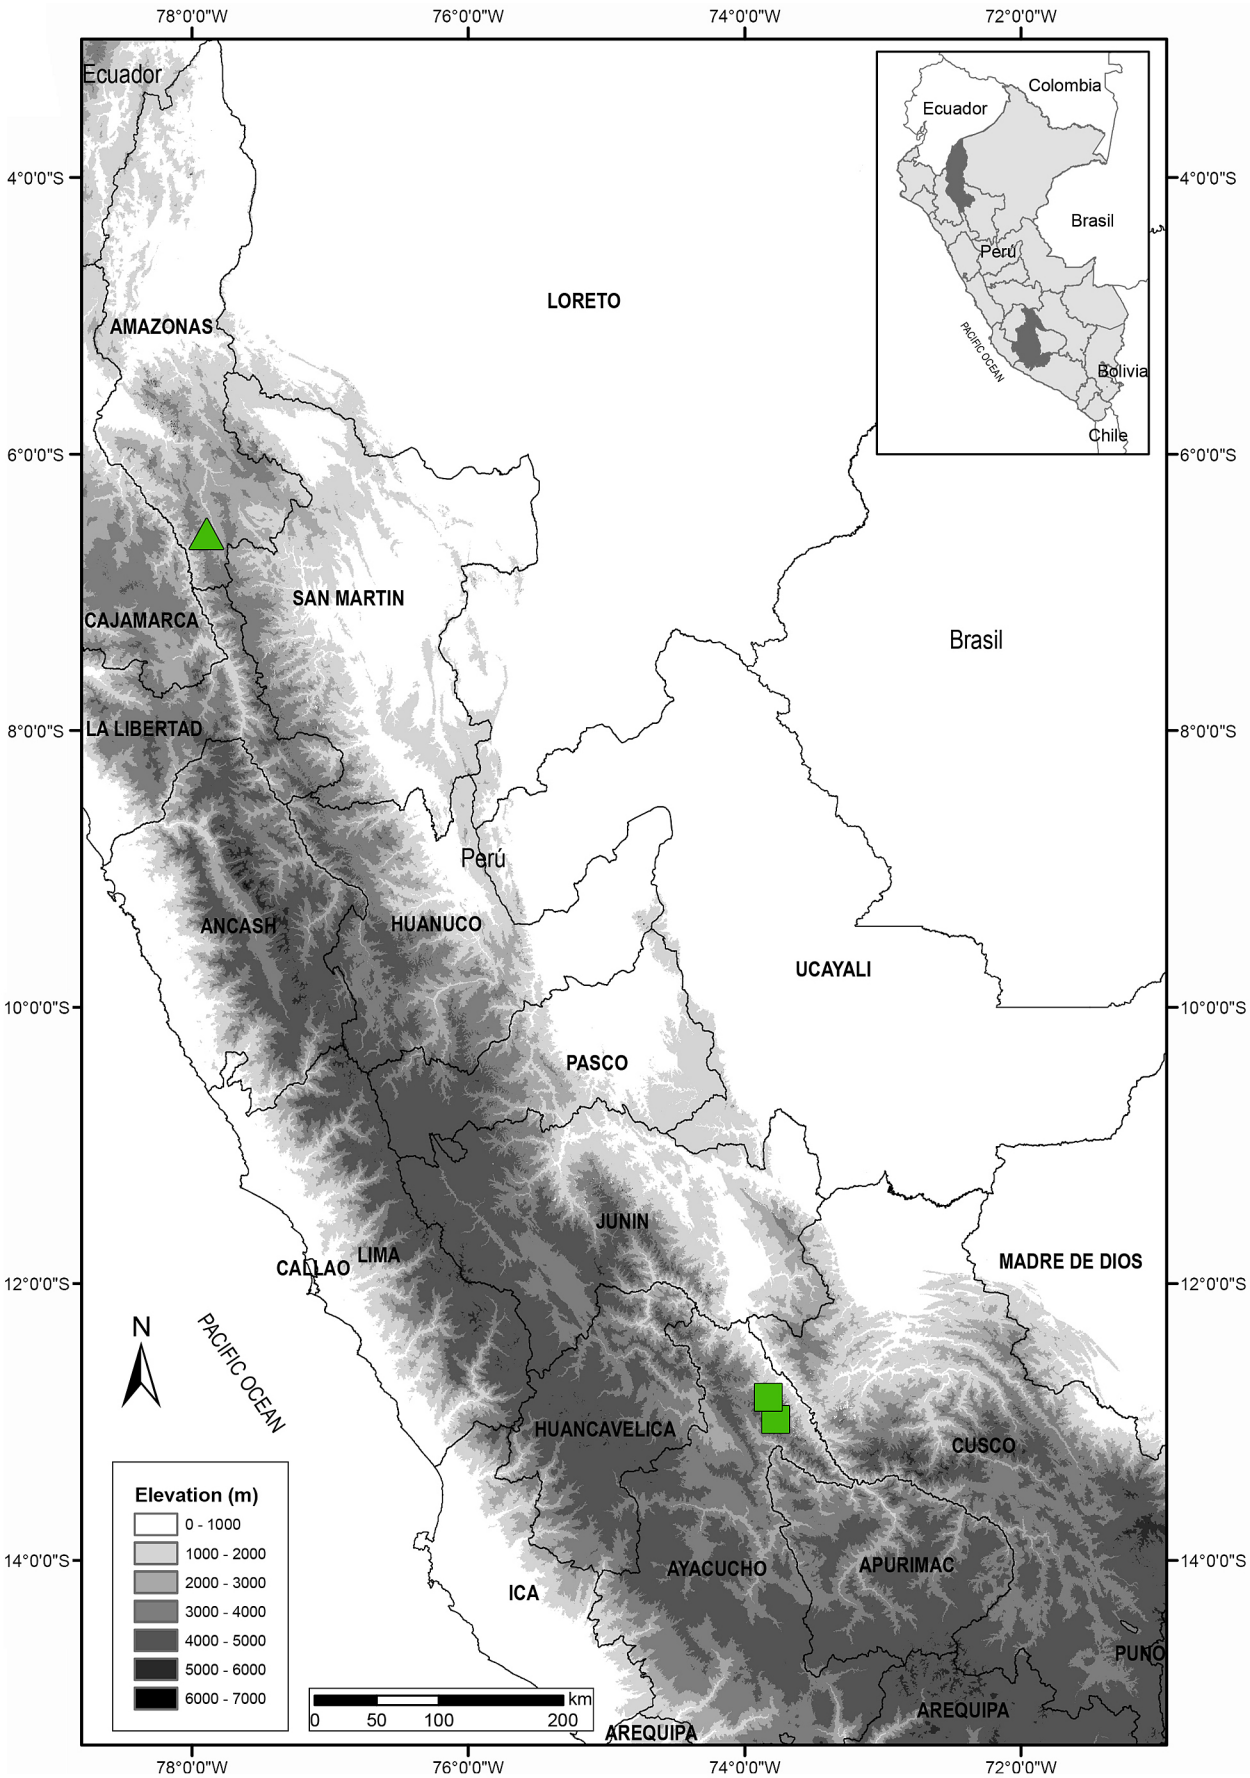 78°0'0"W 76°0'0"W 74°0'0"W 72°0'0"W
Ecuador
Colombia
Ecuador
Brasil
Perú
PACIFIC OCEAN
Bolivia
Chile
4°0'0"S 4°0'0"S
LORETO
AMAZONAS
6°0'0"S 6°0'0"S
SAN MARTIN
CAJAMARCA
Brasil
LA LIBERTAD
8°0'0"S 8°0'0"S
Perú
ANCASH
HUANUCO
UCAYALI
10°0'0"S 10°0'0"S
PASCO
JUNIN
LIMA
CALLAO
MADRE DE DIOS
12°0'0"S 12°0'0"S
N
PACIFIC OCEAN
HUANCAVELICA
CUSCO
Elevation (m)
0 - 1000
1000 - 2000
2000 - 3000
3000 - 4000
4000 - 5000
5000 - 6000
6000 - 7000
14°0'0"S 14°0'0"S
AYACUCHO
APURIMAC
ICA
PUNO
km
0 50 100 200
AREQUIPA
AREQUIPA
78°0'0"W 76°0'0"W 74°0'0"W 72°0'0"W